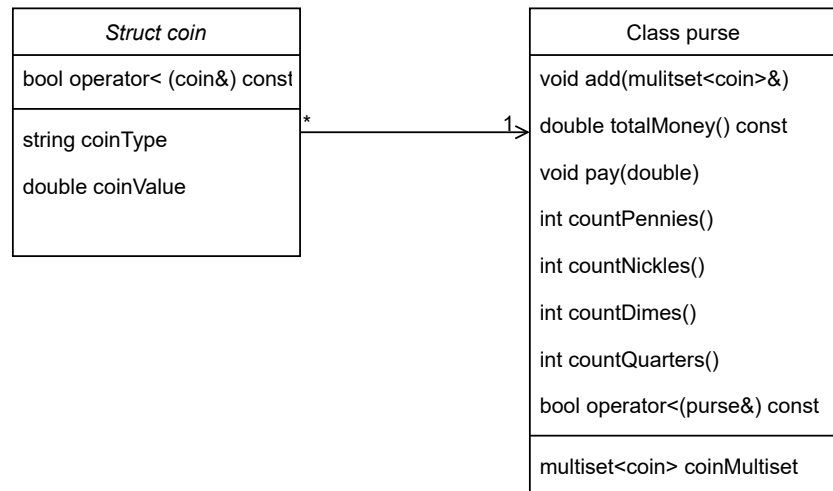 Struct coin
bool operator< (coin&) const
string coinType
double coinValue
*
1
Class purse
void add(mulitset<coin>&)
double totalMoney() const
void pay(double)
int countPennies()
int countNickles()
int countDimes()
int countQuarters()
bool operator<(purse&) const
multiset<coin> coinMultiset